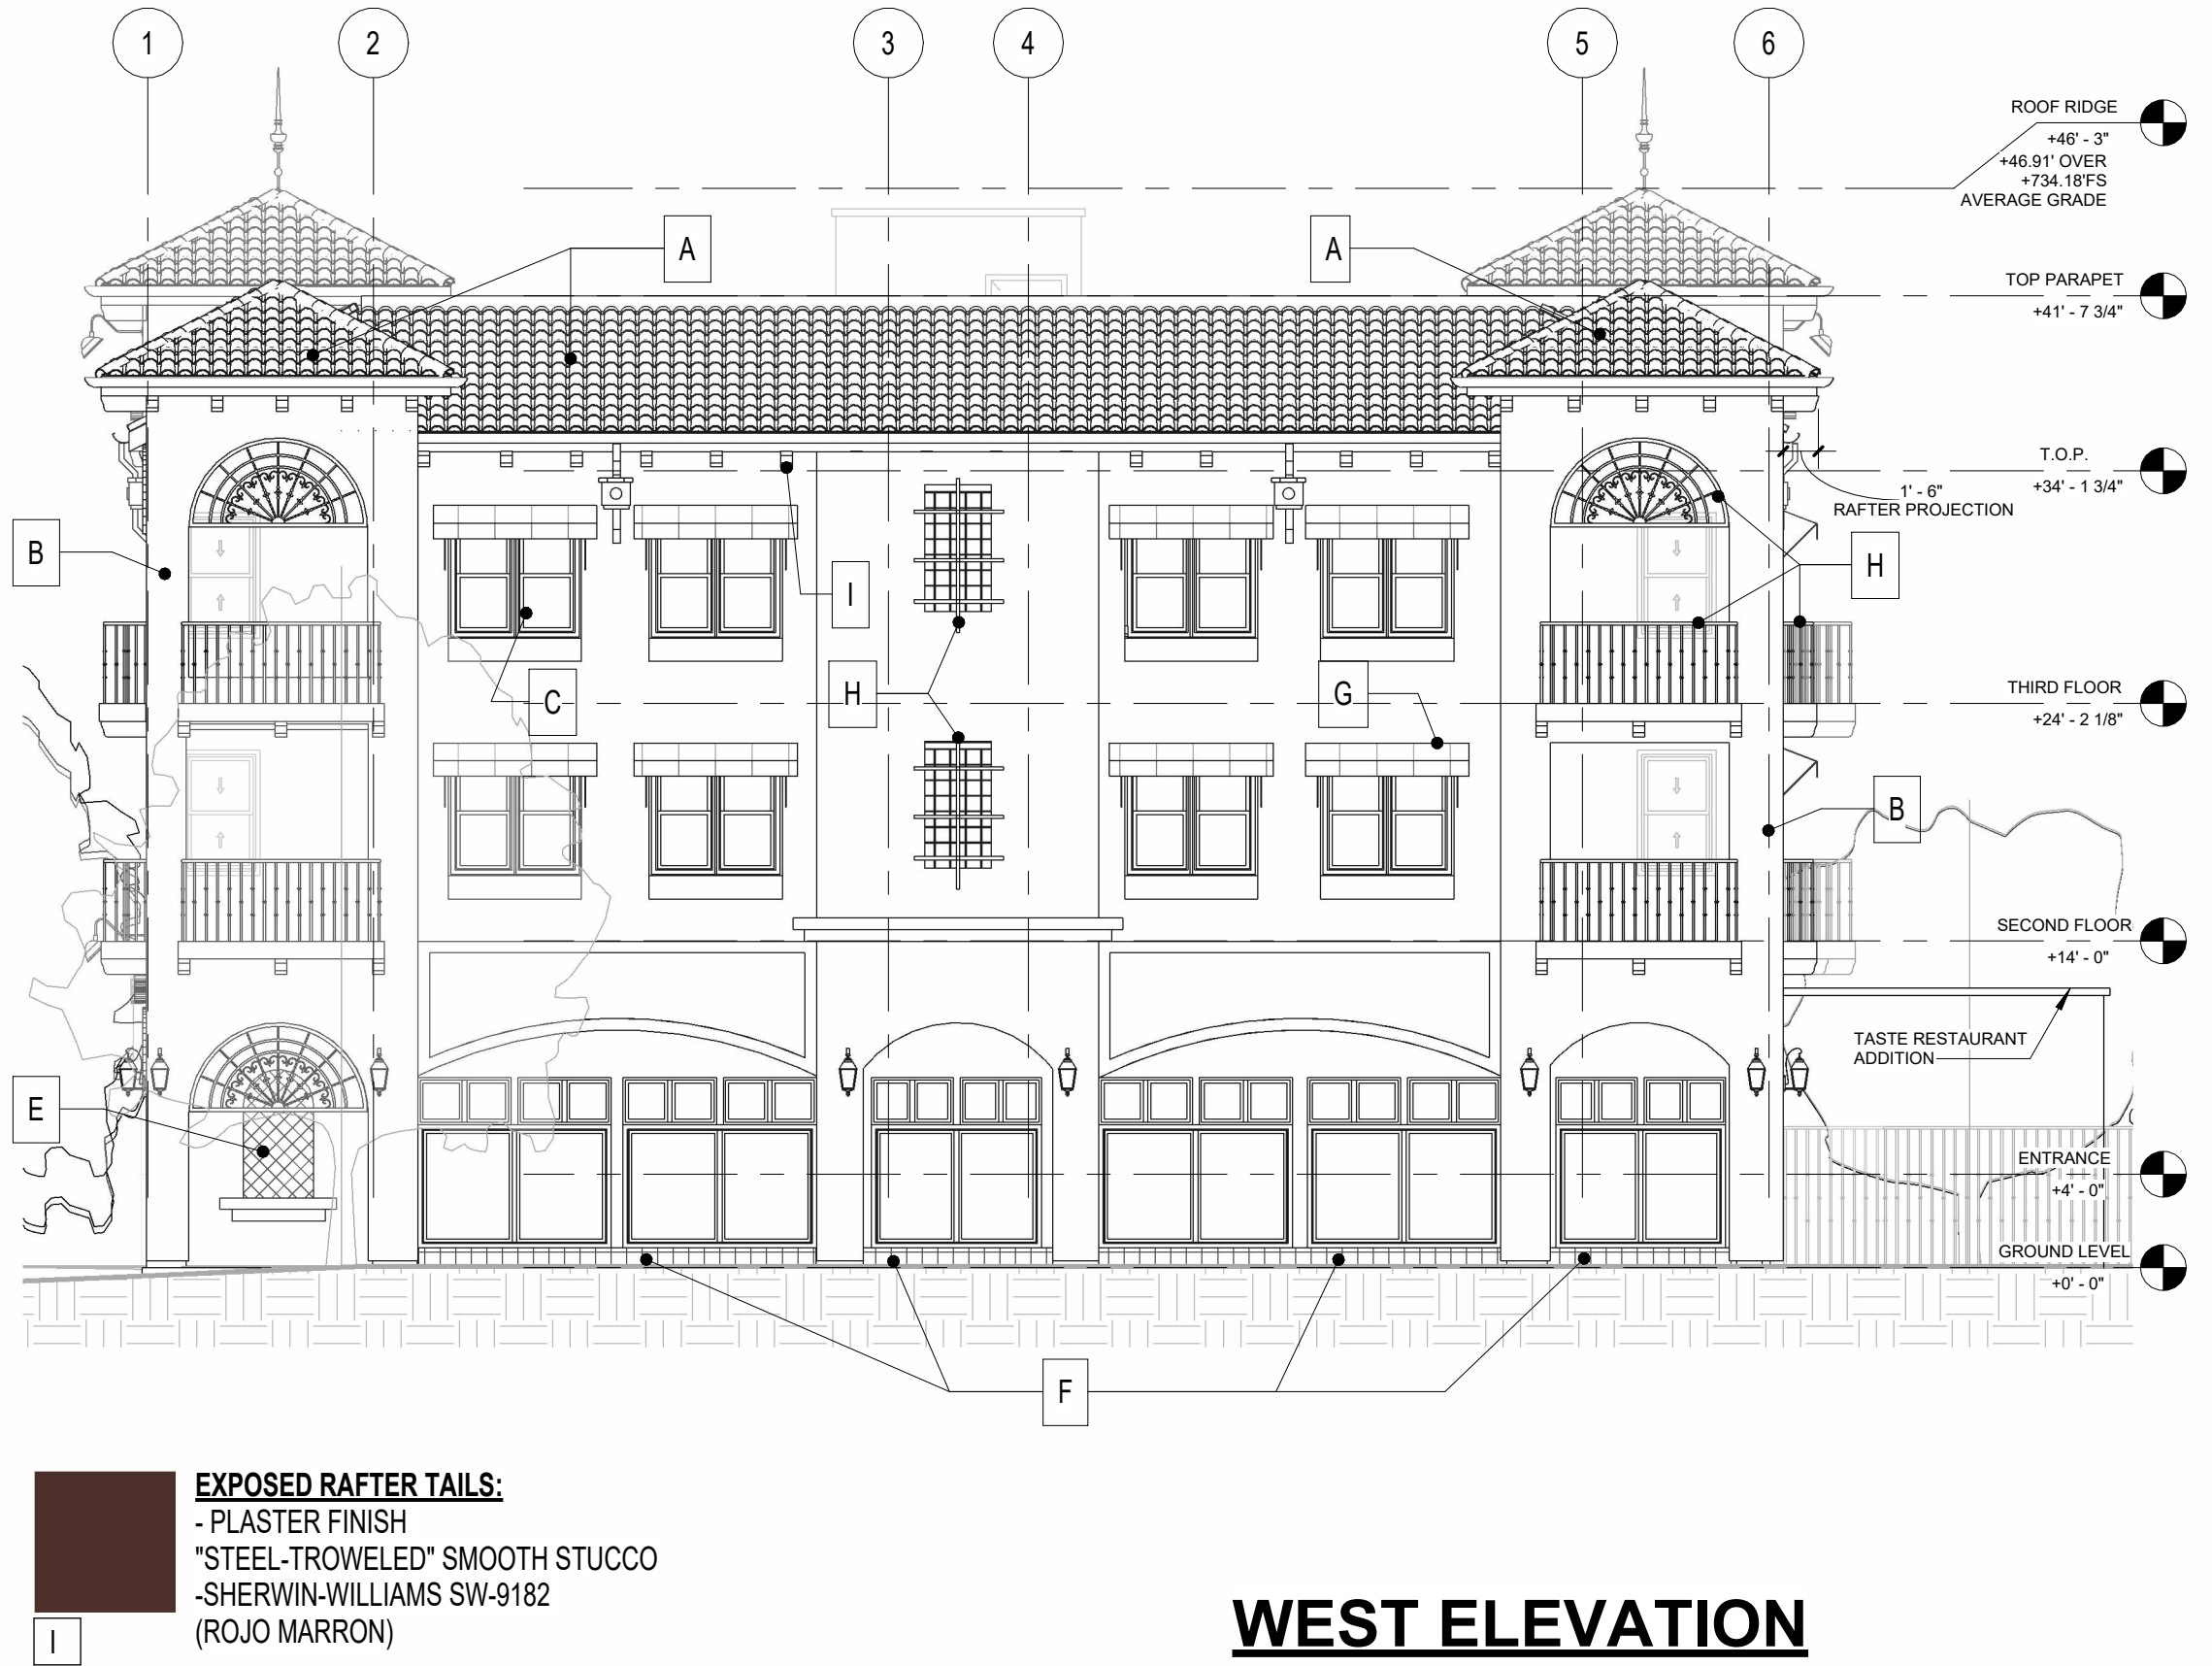 1
2
3
4
5
6
ROOF RIDGE
+46' - 3"
+46.91' OVER
+734.18'FS
AVERAGE GRADE
A
A
TOP PARAPET
+41' - 7 3/4"
T.O.P.
+34' - 1 3/4"
1' - 6"
RAFTER PROJECTION
B
H
I
C
H
G
THIRD FLOOR
+24' - 2 1/8"
B
SECOND FLOOR
+14' - 0"
TASTE RESTAURANT
ADDITION
E
ENTRANCE
+4' - 0"
GROUND LEVEL
+0' - 0"
F
EXPOSED RAFTER TAILS:
- PLASTER FINISH
"STEEL-TROWELED" SMOOTH STUCCO
-SHERWIN-WILLIAMS SW-9182
(ROJO MARRON)
I
WEST ELEVATION